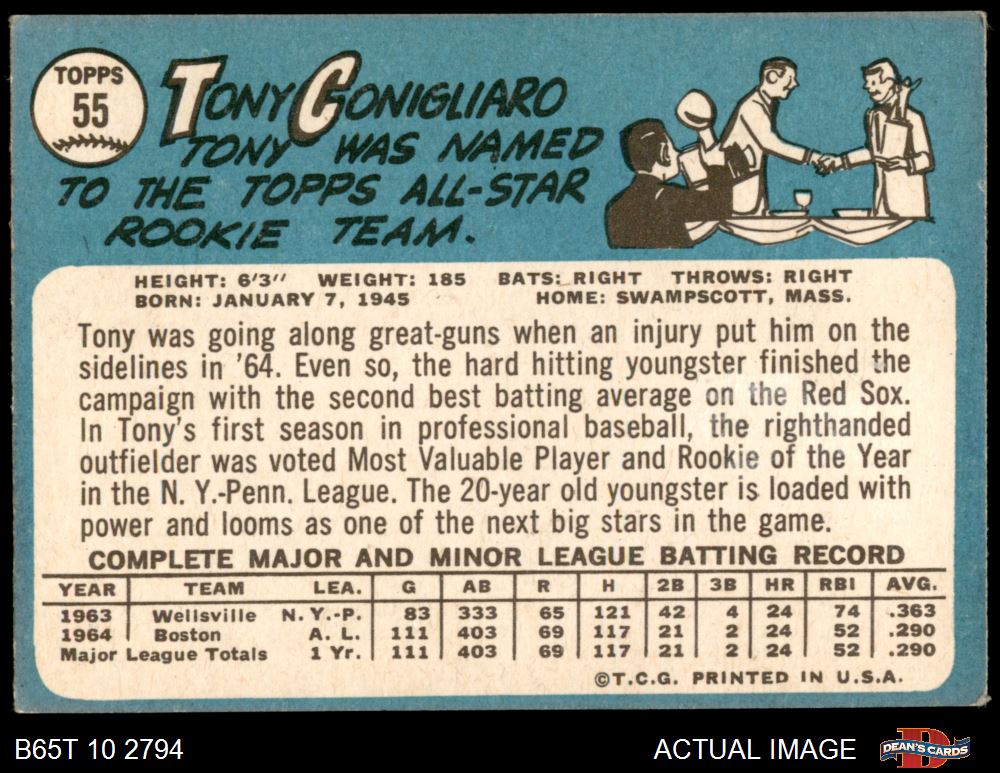 TOPPS
55
TONY CONIGLIARO
TONY WAS NAMED
TO THE TOPPS ALL-STAR
ROOKIE TEAM.
HEIGHT: 6'3" WEIGHT: 185 BATS: RIGHT THROWS: RIGHT
BORN: JANUARY 7, 1945 HOME: SWAMPSCOTT, MASS.
Tony was going along great-guns when an injury put him on the
sidelines in '64. Even so, the hard hitting youngster finished the
campaign with the second best batting average on the Red Sox.
In Tony's first season in professional baseball, the righthanded
outfielder was voted Most Valuable Player and Rookie of the Year
in the N. Y.-Penn. League. The 20-year old youngster is loaded with
power and looms as one of the next big stars in the game.
COMPLETE MAJOR AND MINOR LEAGUE BATTING RECORD
YEAR TEAM LEA. G AB R H 2B 3B HR RBI AVG.
1963 Wellsville N. Y.-P. 83 333 65 121 42 4 24 74 .363
1964 Boston A. L. 111 403 69 117 21 2 24 52 .290
Major League Totals 1 Yr. 111 403 69 117 21 2 24 52 .290
©T.C.G. PRINTED IN U.S.A.
B65T 10 2794 ACTUAL IMAGE DEAN'S CARDS